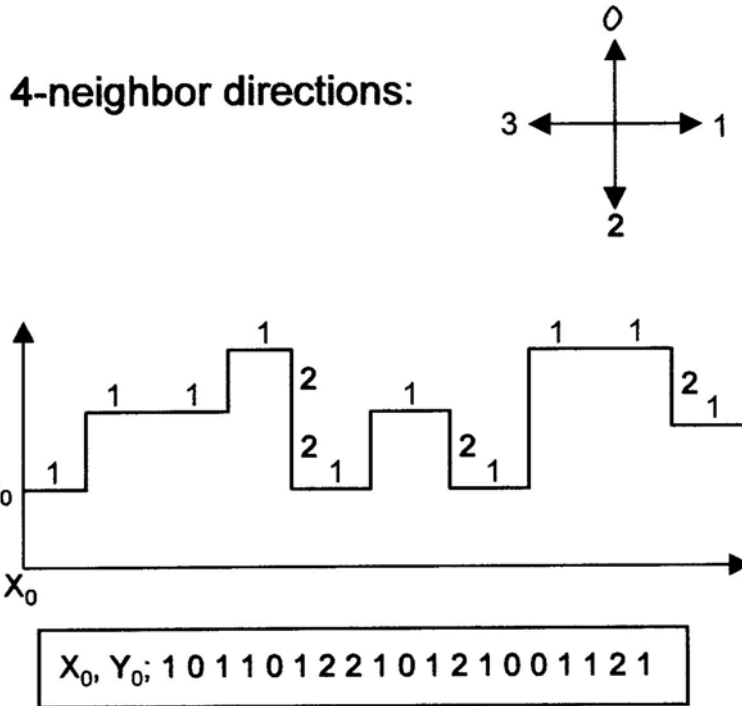 0
4-neighbor directions:
3 1
2
1 1 1
1 1 1 2 1 2 1
1 2 1 2 1
0
X₀
X₀, Y₀; 1 0 1 1 0 1 2 2 1 0 1 2 1 0 0 1 1 2 1